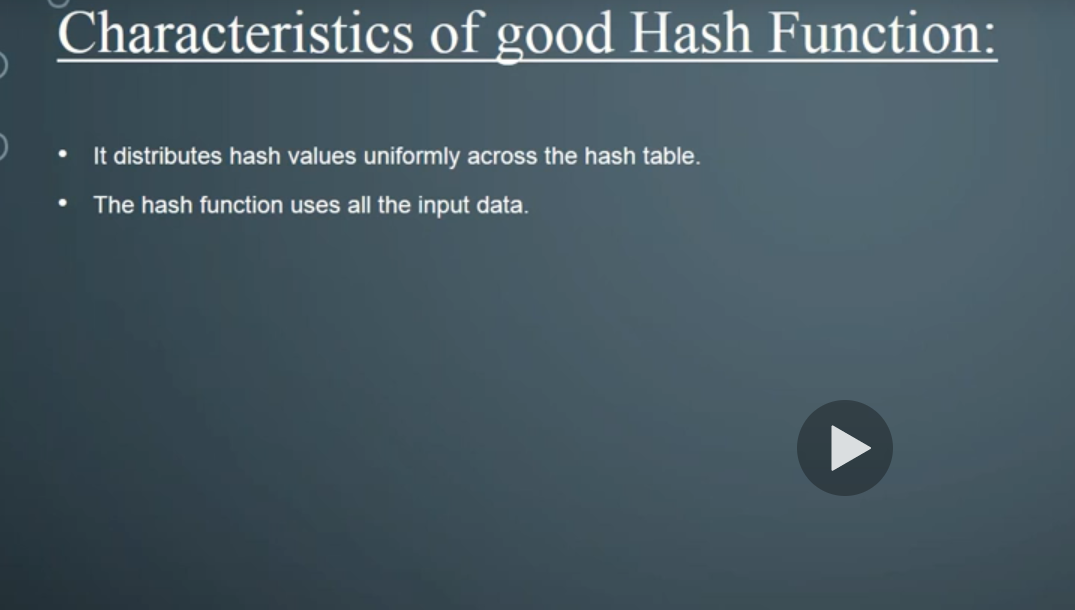 Characteristics of good Hash Function:
• It distributes hash values uniformly across the hash table.
• The hash function uses all the input data.